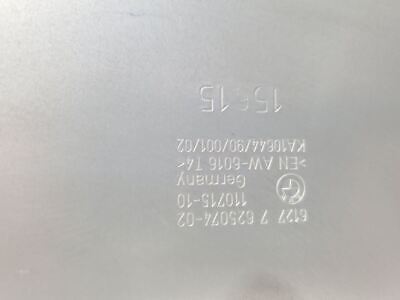 6127 7 625074-02
110715-10
Germany
>EN AW-6016 T4<
KA10644/90/001/02
15 15